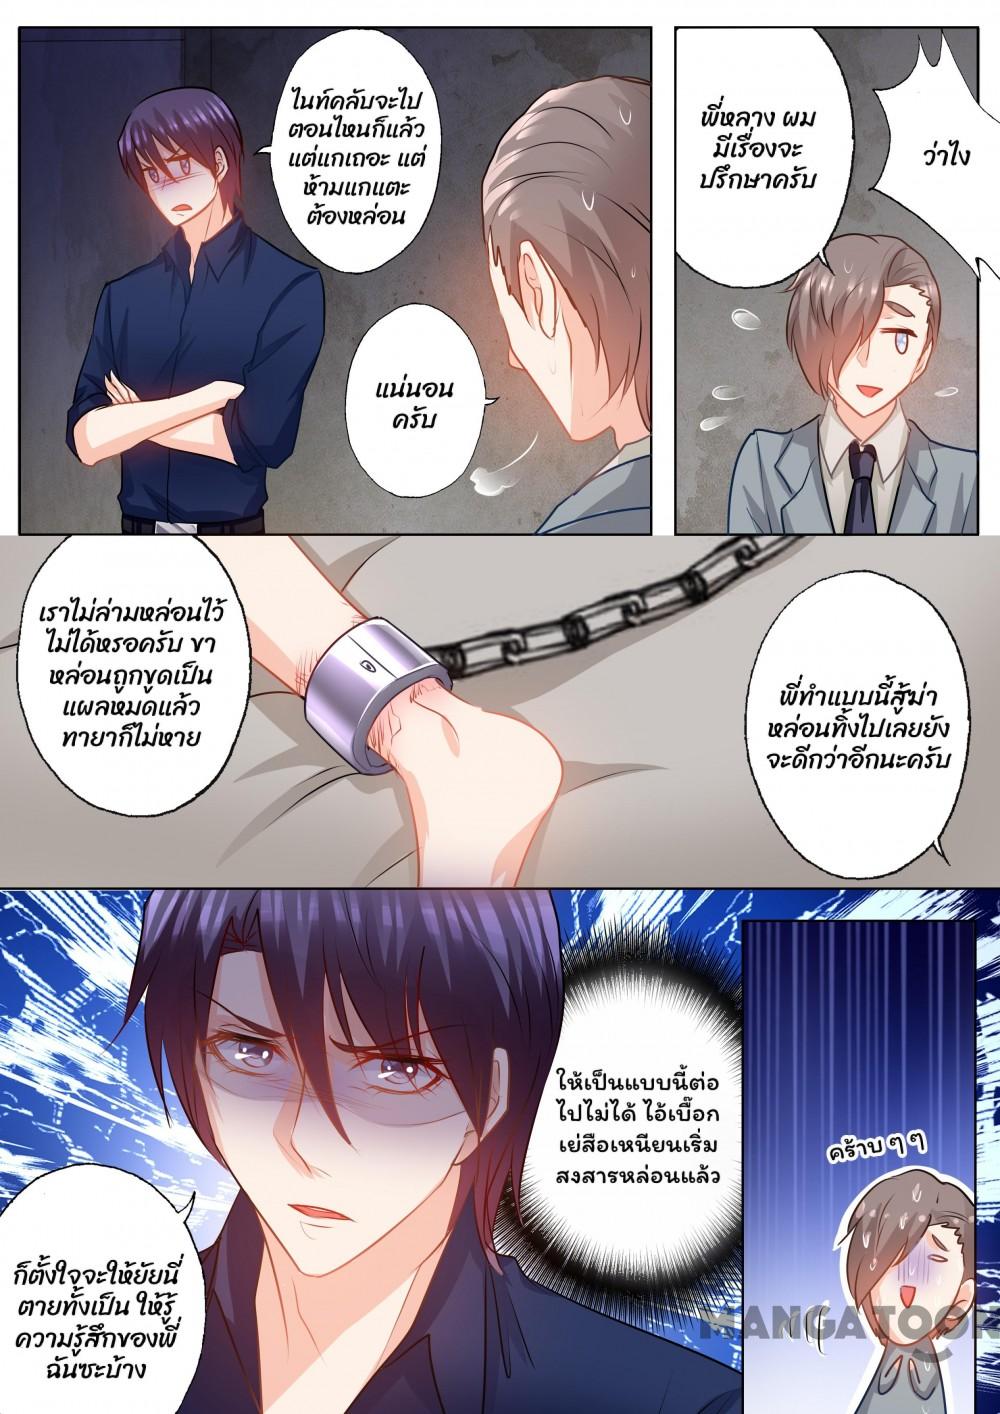 ไนท์คลับจะไป
ตอนไหนก็แล้ว
แต่แกเถอะ แต่
ห้ามแกแตะ
ต้องหล่อน
แน่นอน
ครับ
พี่หลาง ผม
มีเรื่องจะ
ปรึกษาครับ
ว่าไง
เราไม่ล่ามหล่อนไว้
ไม่ได้หรอครับ ขา
หล่อนถูกขูดเป็น
แผลหมดแล้ว
ทายาก็ไม่หาย
พี่ทำแบบนี้สู้ฆ่า
หล่อนทิ้งไปเลยยัง
จะดีกว่าอีกนะครับ
ให้เป็นแบบนี้ต่อ
ไปไม่ได้ ไอ้เบื๊อก
เย่สือเหนียนเริ่ม
สงสารหล่อนแล้ว
ก็ตั้งใจจะให้ยัยนี่
ตายทั้งเป็น ให้รู้
ความรู้สึกของพี่
ฉันซะบ้าง
คร้าบ ๆ ๆ
MANGATOON